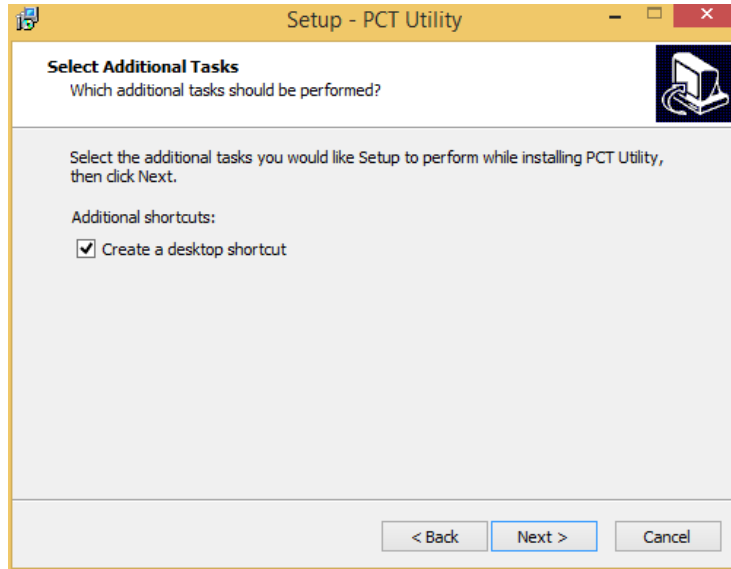 Setup - PCT Utility
Select Additional Tasks
Which additional tasks should be performed?
Select the additional tasks you would like Setup to perform while installing PCT Utility,
then click Next.
Additional shortcuts:
Create a desktop shortcut
< Back Next > Cancel